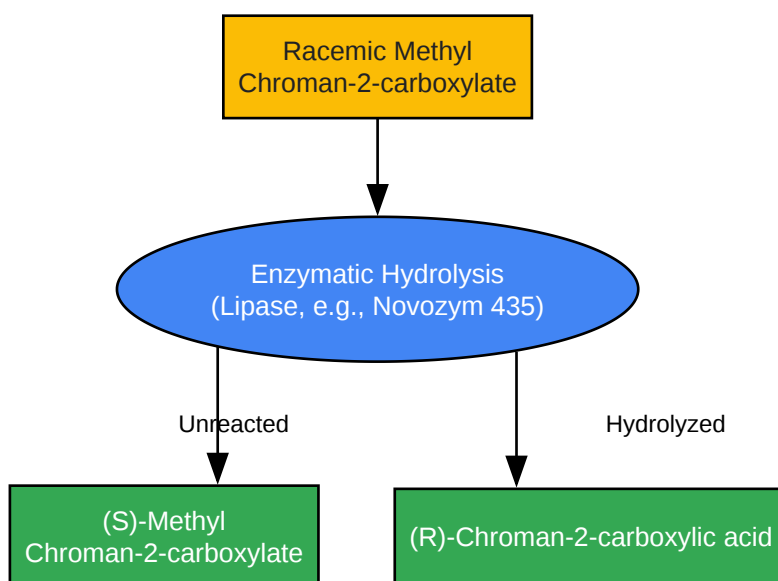 Racemic Methyl
Chroman-2-carboxylate
Enzymatic Hydrolysis
(Lipase, e.g., Novozym 435)
Unreacted
Hydrolyzed
(S)-Methyl
Chroman-2-carboxylate
(R)-Chroman-2-carboxylic acid